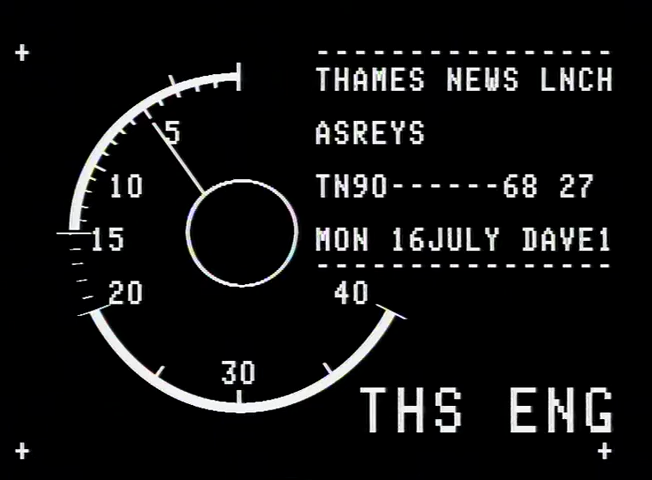 ----------------
THAMES NEWS LNCH
ASREYS
TN90------68 27
MON 16JULY DAVE1
----------------
5
10
15
20
30
40
THS ENG